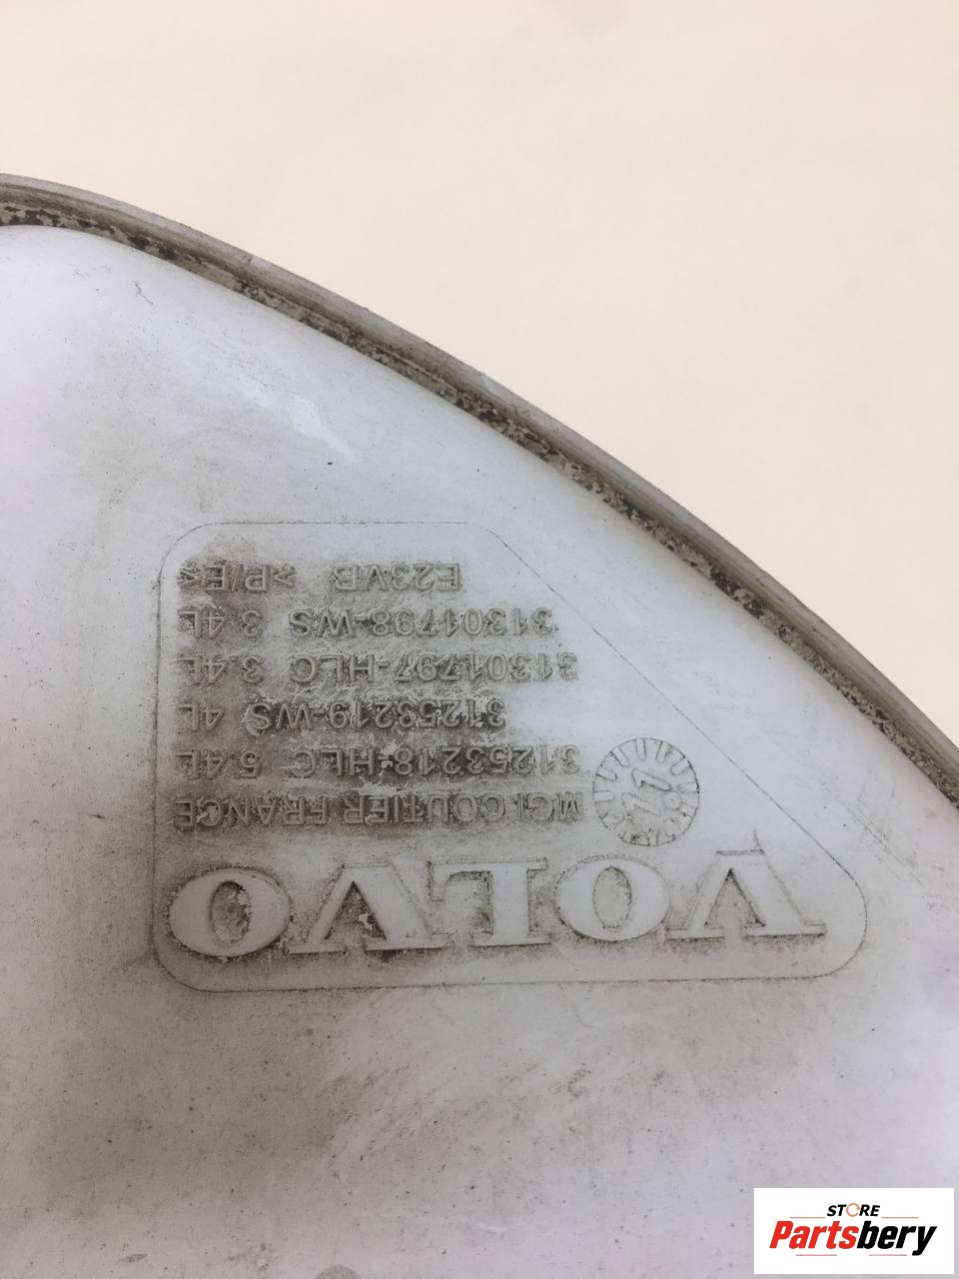 VOLVO
MGI COUTIER FRANCE
11
31253218-HLC 5.4L
31253219-WS 4L
31301797-HLC 3.4L
31301798-WS 3.4L
E23VB >P/E<
STORE
Partsbery